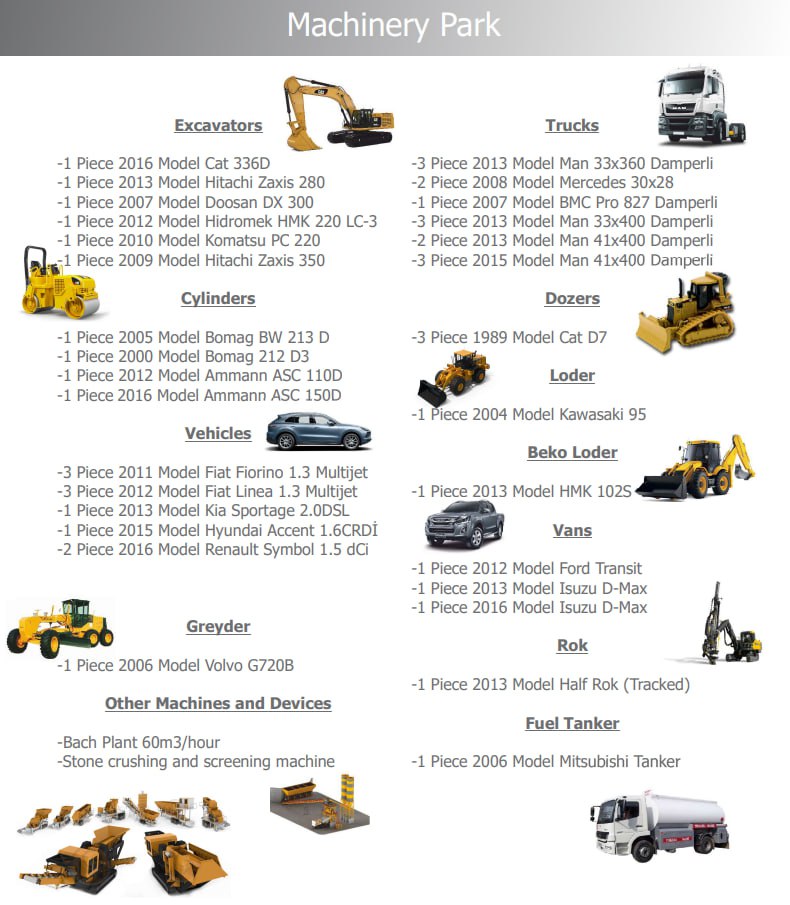 Machinery Park
Excavators
-1 Piece 2016 Model Cat 336D
-1 Piece 2013 Model Hitachi Zaxis 280
-1 Piece 2007 Model Doosan DX 300
-1 Piece 2012 Model Hidromek HMK 220 LC-3
-1 Piece 2010 Model Komatsu PC 220
-1 Piece 2009 Model Hitachi Zaxis 350
Cylinders
-1 Piece 2005 Model Bomag BW 213 D
-1 Piece 2000 Model Bomag 212 D3
-1 Piece 2012 Model Ammann ASC 110D
-1 Piece 2016 Model Ammann ASC 150D
Vehicles
-3 Piece 2011 Model Fiat Fiorino 1.3 Multijet
-3 Piece 2012 Model Fiat Linea 1.3 Multijet
-1 Piece 2013 Model Kia Sportage 2.0DSL
-1 Piece 2015 Model Hyundai Accent 1.6CRDİ
-2 Piece 2016 Model Renault Symbol 1.5 dCi
Greyder
-1 Piece 2006 Model Volvo G720B
Other Machines and Devices
-Bach Plant 60m3/hour
-Stone crushing and screening machine
Trucks
-3 Piece 2013 Model Man 33x360 Damperli
-2 Piece 2008 Model Mercedes 30x28
-1 Piece 2007 Model BMC Pro 827 Damperli
-3 Piece 2013 Model Man 33x400 Damperli
-2 Piece 2013 Model Man 41x400 Damperli
-3 Piece 2015 Model Man 41x400 Damperli
Dozers
-3 Piece 1989 Model Cat D7
Loder
-1 Piece 2004 Model Kawasaki 95
Beko Loder
-1 Piece 2013 Model HMK 102S
Vans
-1 Piece 2012 Model Ford Transit
-1 Piece 2013 Model Isuzu D-Max
-1 Piece 2016 Model Isuzu D-Max
Rok
-1 Piece 2013 Model Half Rok (Tracked)
Fuel Tanker
-1 Piece 2006 Model Mitsubishi Tanker
CAT
MAN